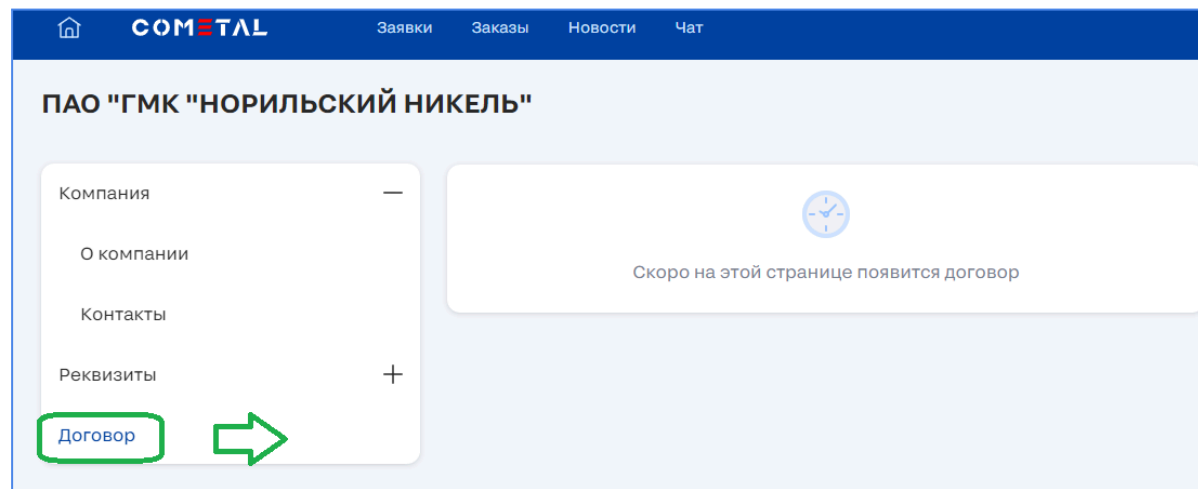 COMETAL Заявки Заказы Новости Чат
ПАО "ГМК "НОРИЛЬСКИЙ НИКЕЛЬ"
Компания
О компании
Контакты
Реквизиты
Договор
Скоро на этой странице появится договор